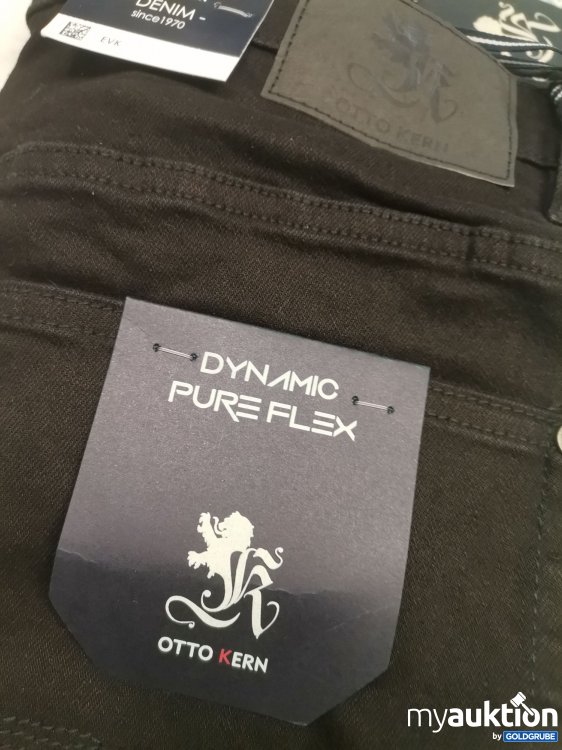 DENIM -
since1970
EVK
K
OTTO KERN
DYNAMIC
PURE FLEX
K
OTTO KERN
myauktion
by GOLDGRUBE